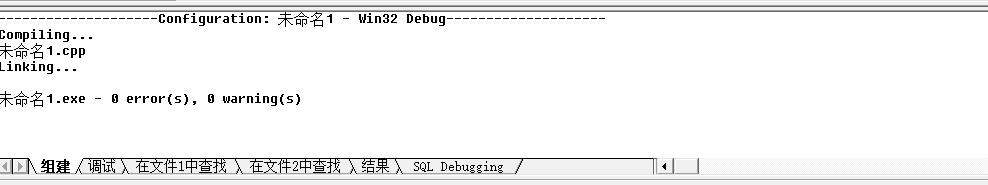 --------------------Configuration: 未命名1 - Win32 Debug--------------------
Compiling...
未命名1.cpp
Linking...
未命名1.exe - 0 error(s), 0 warning(s)
组建 调试 在文件1中查找 在文件2中查找 结果 SQL Debugging